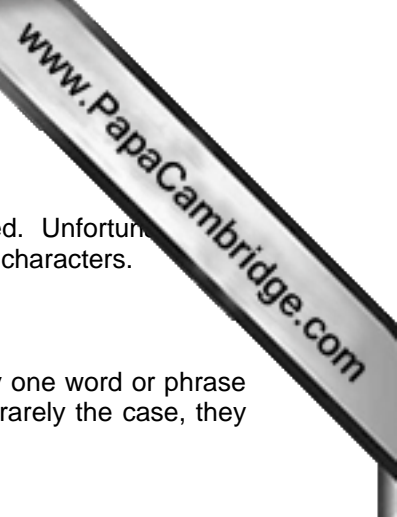 www.PapaCambridge.com
ed. Unfortun
characters.
y one word or phrase
rarely the case, they